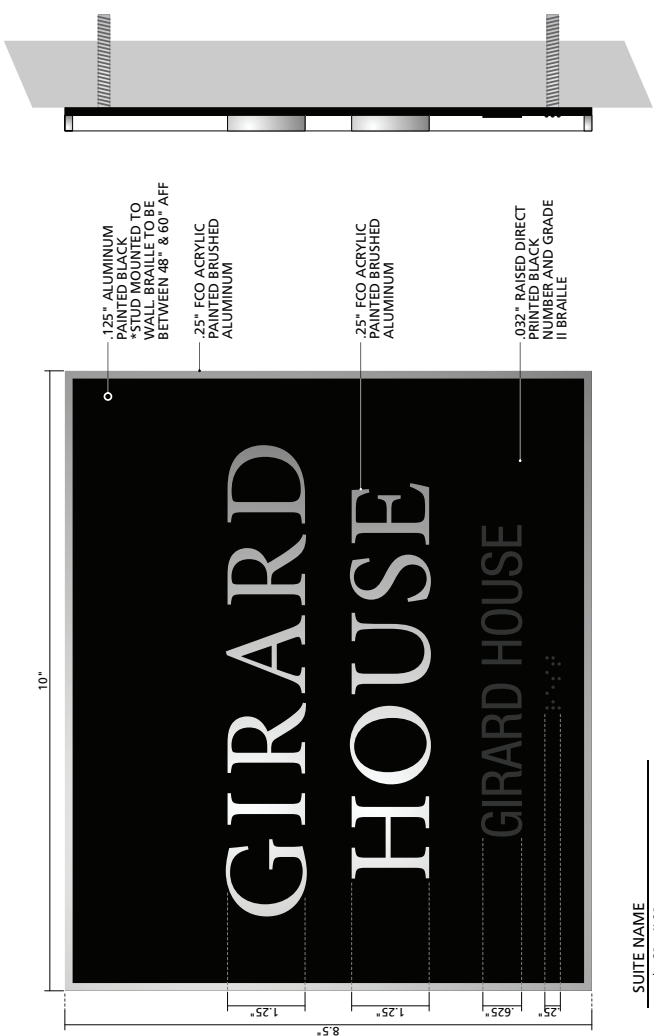 .125" ALUMINUM
PAINTED BLACK
*STUD MOUNTED TO
WALL. BRAILLE TO BE
BETWEEN 48" & 60" AFF
.25" FCO ACRYLIC
PAINTED BRUSHED
ALUMINUM
.25" FCO ACRYLIC
PAINTED BRUSHED
ALUMINUM
.032" RAISED DIRECT
PRINTED BLACK
NUMBER AND GRADE
II BRAILLE
10"
GIRARD
HOUSE
GIRARD HOUSE
8.5"
1.25"
1.25"
.625"
.25"
SUITE NAME